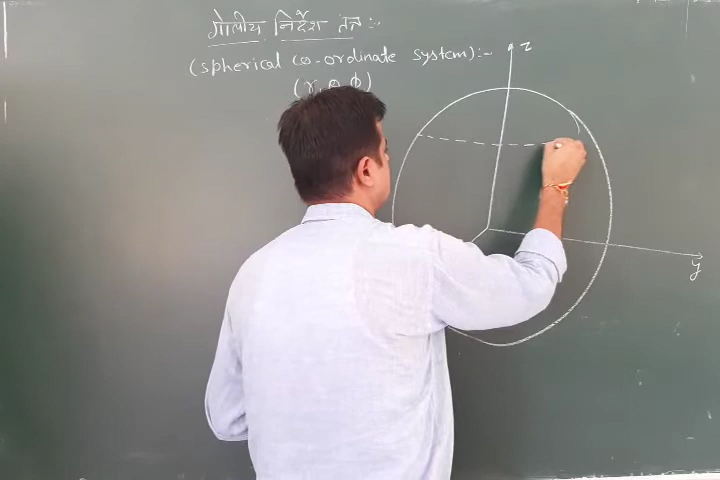 गोलीय निर्देश तंत्र :-
(spherical co-ordinate system):-
(r, θ, ϕ)
z
y